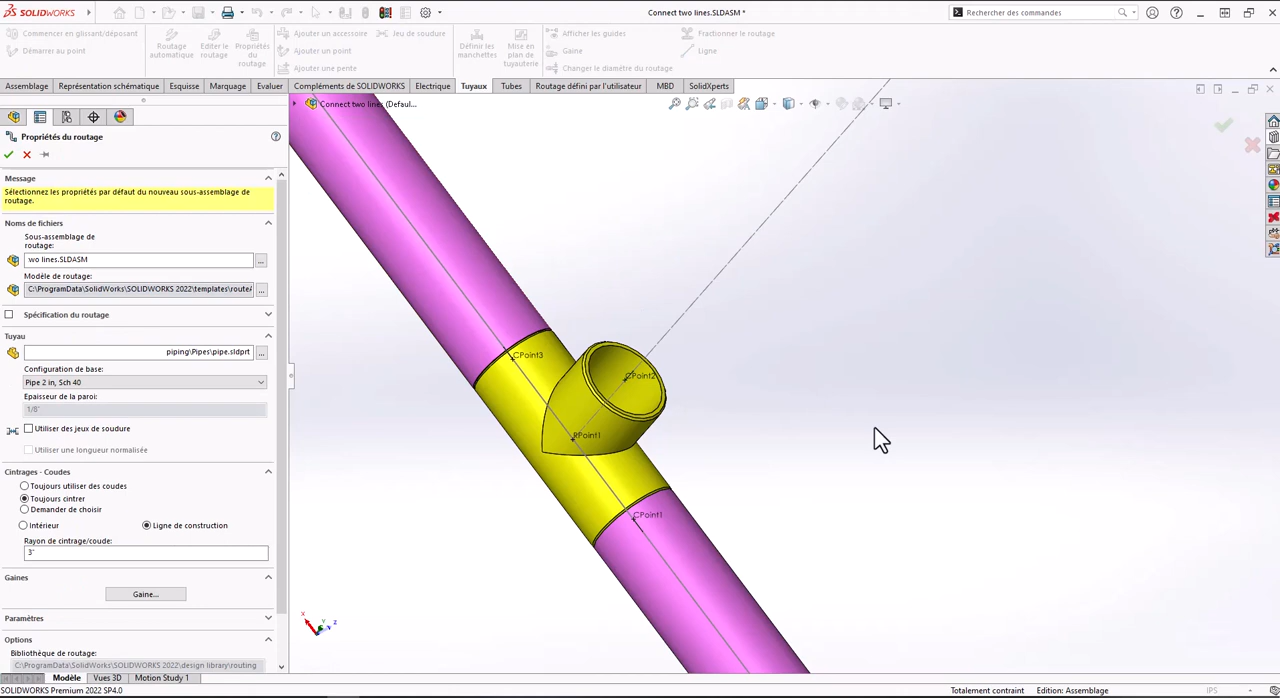 SOLIDWORKS
Connect two lines.SLDASM *
Rechercher des commandes
Commencer en glissant/déposant
Démarrer au point
Routage automatique
Editer le routage
Propriétés du routage
Ajouter un accessoire
Jeu de soudure
Ajouter un point
Ajouter une pente
Définir les manchettes
Mise en plan de tuyauterie
Afficher les guides
Gaine
Changer le diamètre du routage
Fractionner le routage
Ligne
Assemblage
Représentation schématique
Esquisse
Marquage
Evaluer
Compléments de SOLIDWORKS
Electrique
Tuyaux
Tubes
Routage défini par l'utilisateur
MBD
SolidXperts
Connect two lines (Defaul...
Propriétés du routage
Message
Sélectionnez les propriétés par défaut du nouveau sous-assemblage de
routage.
Noms de fichiers
Sous-assemblage de
routage:
wo lines.SLDASM
...
Modèle de routage:
C:\ProgramData\SolidWorks\SOLIDWORKS 2022\templates\routeA
...
Spécification du routage
Tuyau
piping\Pipes\pipe.sldprt
...
Configuration de base:
Pipe 2 in, Sch 40
Epaisseur de la paroi:
1/8"
Utiliser des jeux de soudure
Utiliser une longueur normalisée
Cintrages - Coudes
Toujours utiliser des coudes
Toujours cintrer
Demander de choisir
Intérieur
Ligne de construction
Rayon de cintrage/coude:
3"
Gaines
Gaine...
Paramètres
Options
Bibliothèque de routage:
C:\ProgramData\SOLIDWORKS\SOLIDWORKS 2022\design library\routing
CPoint3
CPoint2
RPoint1
CPoint1
X
Y
Z
Modèle
Vues 3D
Motion Study 1
SOLIDWORKS Premium 2022 SP4.0
Totalement contraint
Edition: Assemblage
IPS